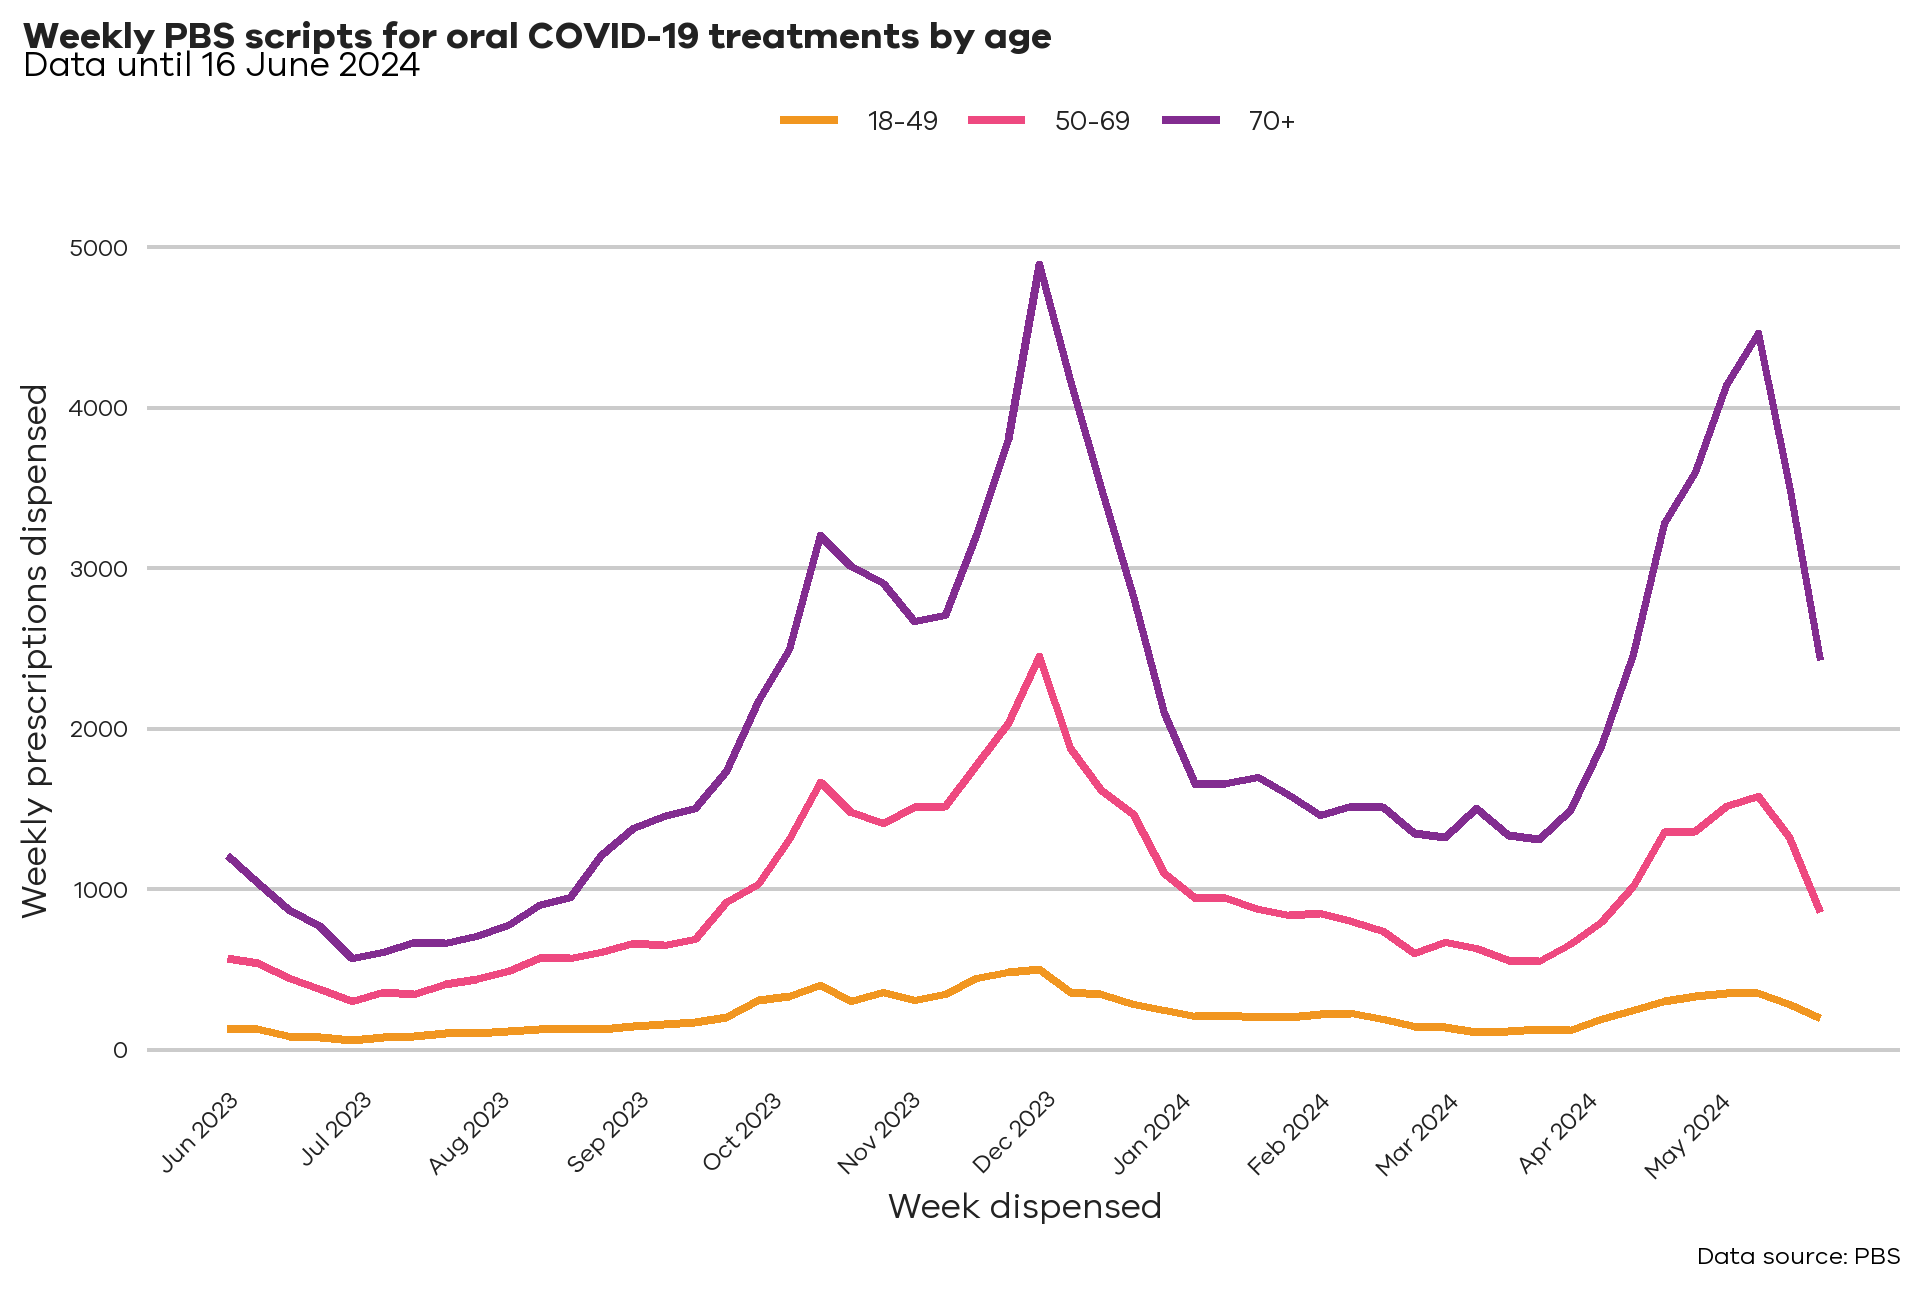 Weekly PBS scripts for oral COVID-19 treatments by age
Data until 16 June 2024
18-49 50-69 70+
Weekly prescriptions dispensed
5000
4000
3000
2000
1000
0
Jun 2023 Jul 2023 Aug 2023 Sep 2023 Oct 2023 Nov 2023 Dec 2023 Jan 2024 Feb 2024 Mar 2024 Apr 2024 May 2024
Week dispensed
Data source: PBS